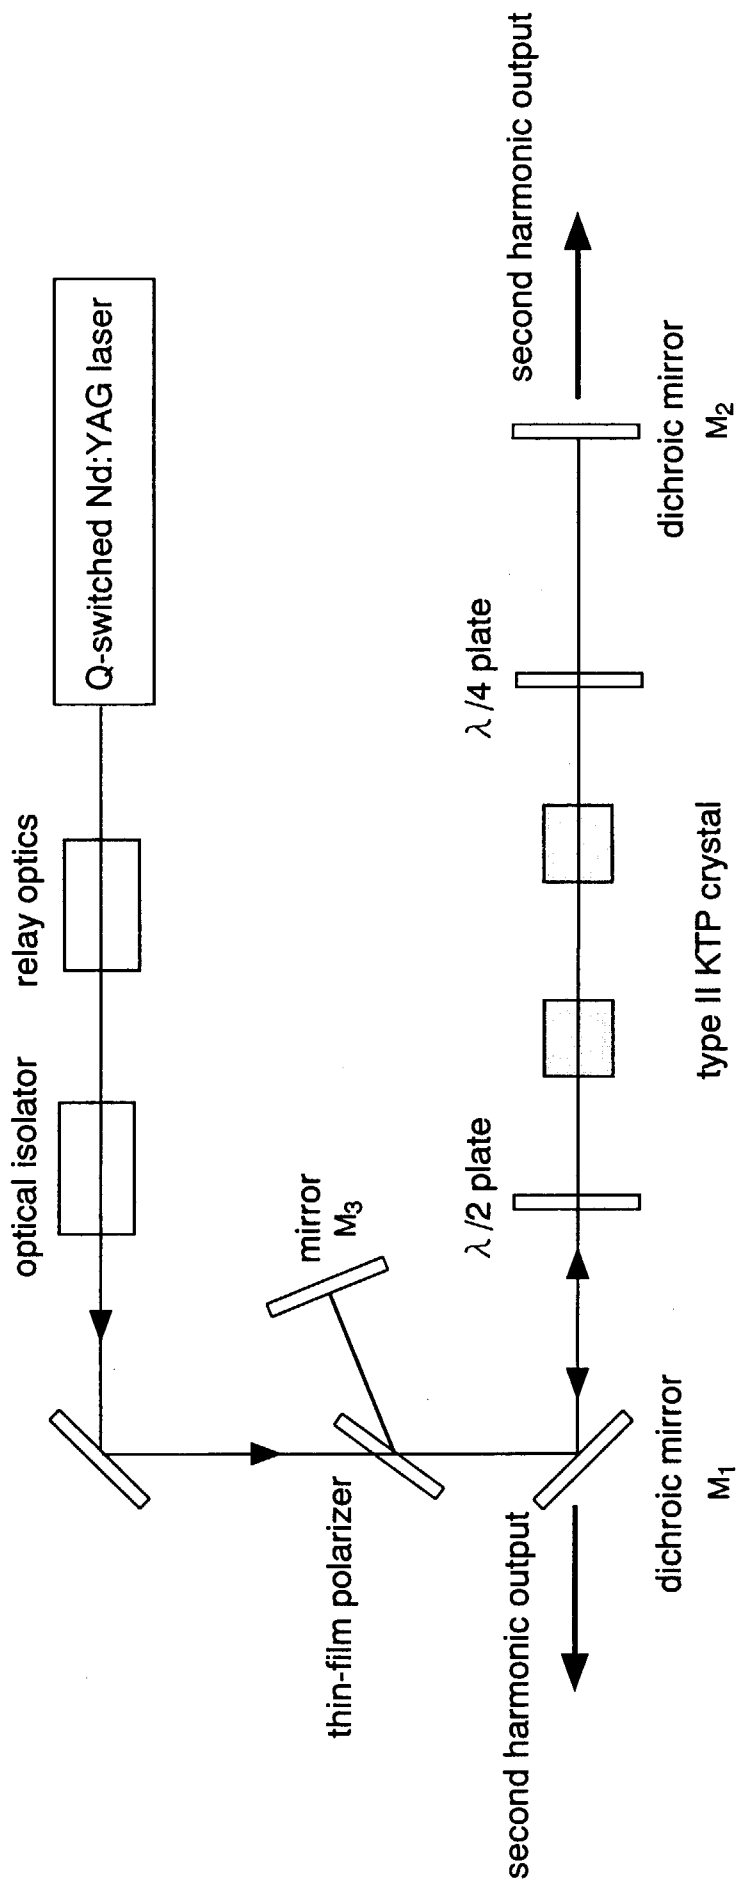 Q-switched Nd:YAG laser
relay optics
optical isolator
mirror
M₃
thin-film polarizer
second harmonic output
dichroic mirror
M₁
λ/2 plate
type II KTP crystal
λ/4 plate
dichroic mirror
M₂
second harmonic output